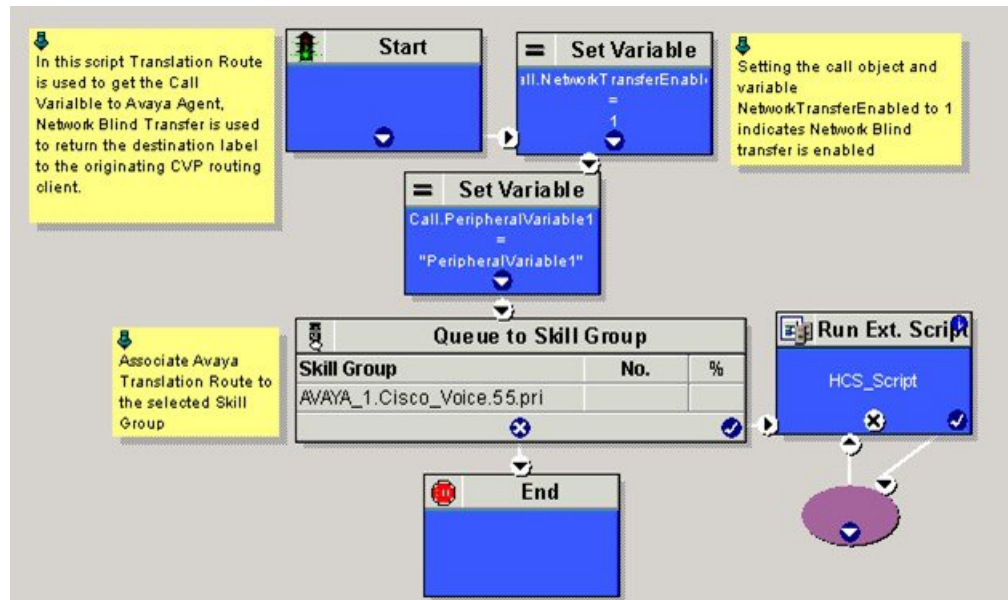 In this script Translation Route
is used to get the Call
Varialble to Avaya Agent,
Network Blind Transfer is used
to return the destination label
to the originating CVP routing
client.
Start
= Set Variable
all.NetworkTransferEnable
=
1
Setting the call object and
variable
NetworkTransferEnabled to 1
indicates Network Blind
transfer is enabled
= Set Variable
Call.PeripheralVariable1
=
"PeripheralVariable1"
Associate Avaya
Translation Route to
the selected Skill
Group
Queue to Skill Group
Skill Group No. %
AVAYA_1.Cisco_Voice.55.pri
Run Ext. Script
HCS_Script
End